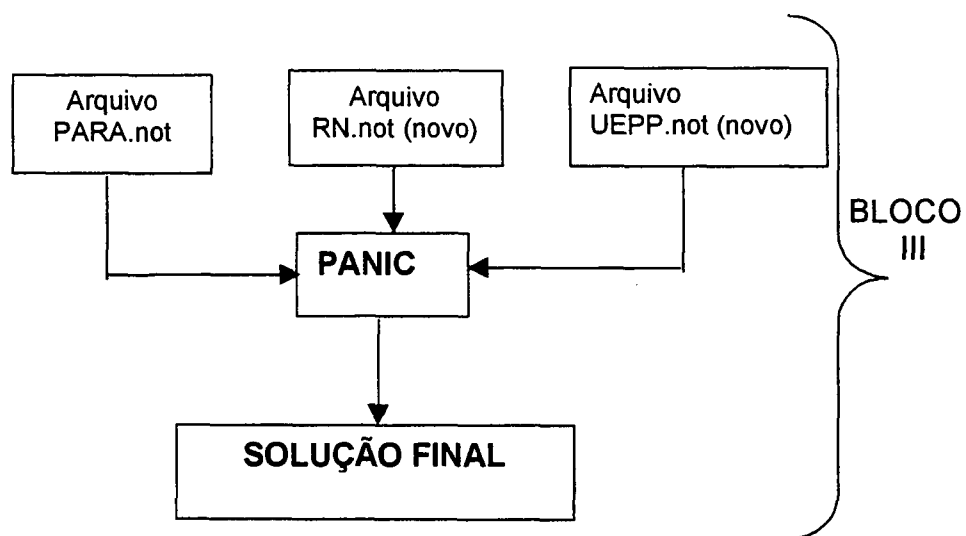 Arquivo
PARA.not
Arquivo
RN.not (novo)
Arquivo
UEPP.not (novo)
BLOCO
III
PANIC
SOLUÇÃO FINAL